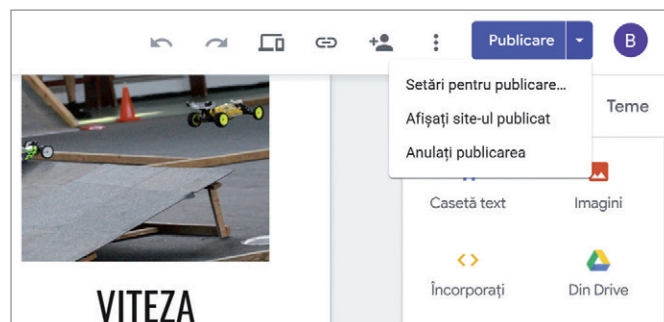 Publicare
B
Setări pentru publicare...
Afișați site-ul publicat
Anulați publicarea
Teme
Casetă text
Imagini
Încorporați
Din Drive
VITEZA